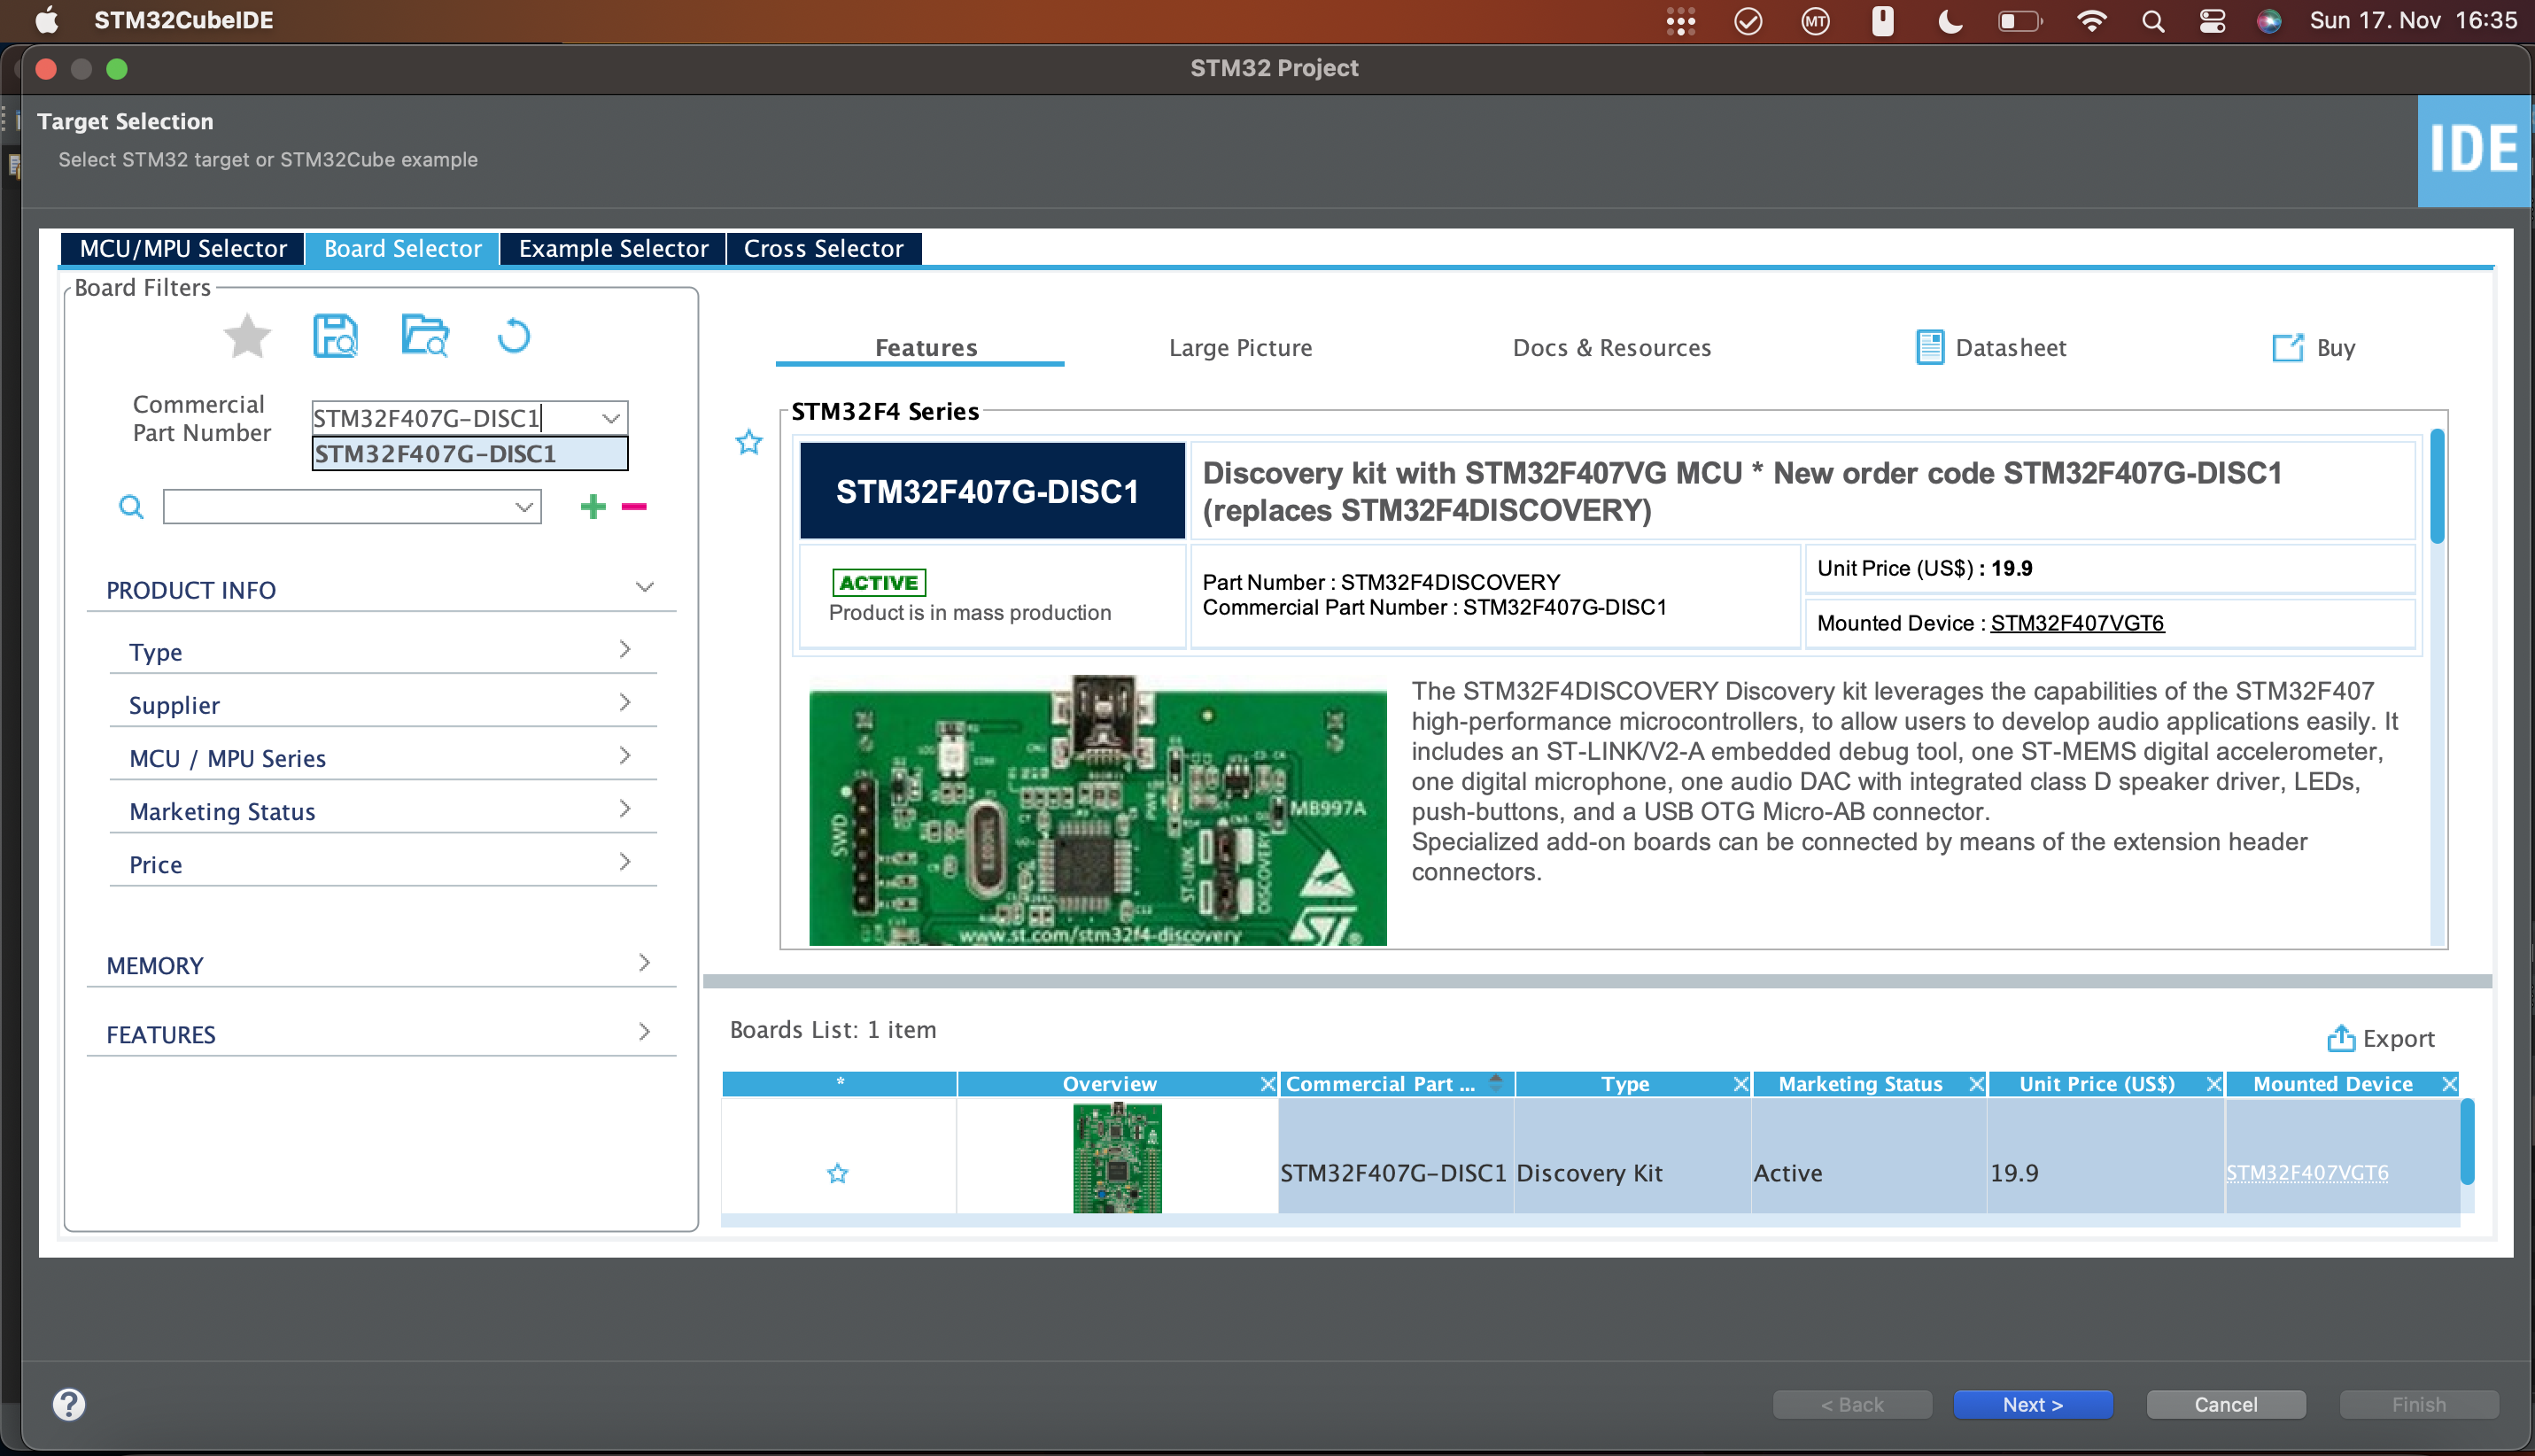 STM32CubeIDE
MT
Sun 17. Nov 16:35
STM32 Project
Target Selection
Select STM32 target or STM32Cube example
IDE
MCU/MPU Selector
Board Selector
Example Selector
Cross Selector
Board Filters
Commercial
Part Number
STM32F407G-DISC1
STM32F407G-DISC1
PRODUCT INFO
Type
Supplier
MCU / MPU Series
Marketing Status
Price
MEMORY
FEATURES
Features
Large Picture
Docs & Resources
Datasheet
Buy
STM32F4 Series
STM32F407G-DISC1
Discovery kit with STM32F407VG MCU * New order code STM32F407G-DISC1
(replaces STM32F4DISCOVERY)
ACTIVE
Product is in mass production
Part Number : STM32F4DISCOVERY
Commercial Part Number : STM32F407G-DISC1
Unit Price (US$) : 19.9
Mounted Device : STM32F407VGT6
SWD
MB997A
ST-LINK
DISCOVERY
www.st.com/stm32f4-discovery
The STM32F4DISCOVERY Discovery kit leverages the capabilities of the STM32F407
high-performance microcontrollers, to allow users to develop audio applications easily. It
includes an ST-LINK/V2-A embedded debug tool, one ST-MEMS digital accelerometer,
one digital microphone, one audio DAC with integrated class D speaker driver, LEDs,
push-buttons, and a USB OTG Micro-AB connector.
Specialized add-on boards can be connected by means of the extension header
connectors.
Boards List: 1 item
Export
* Overview Commercial Part ... Type Marketing Status Unit Price (US$) Mounted Device
STM32F407G-DISC1 Discovery Kit Active 19.9 STM32F407VGT6
< Back
Next >
Cancel
Finish